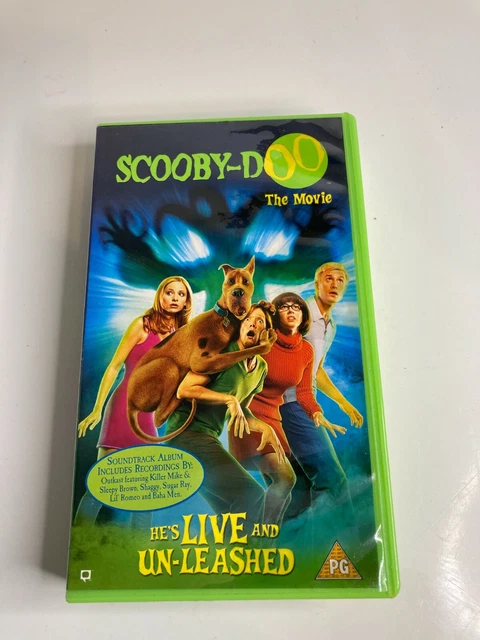 SCOOBY-DOO
The Movie
SOUNDTRACK ALBUM
INCLUDES RECORDINGS BY:
Outkast featuring Killer Mike &
Sleepy Brown, Shaggy, Sugar Ray,
Lil' Romeo and Baha Men.
HE'S LIVE AND
UN-LEASHED
PG